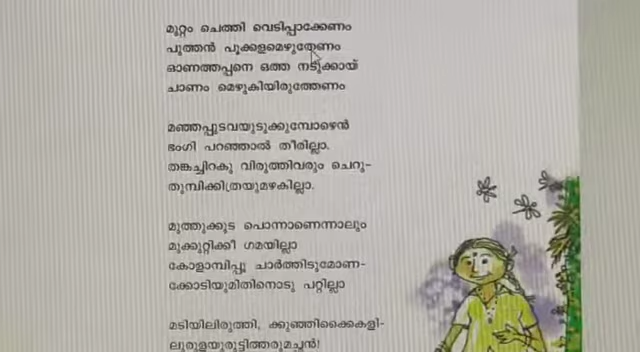 മുറ്റം ചെത്തി വെടിപ്പാക്കേണം
പുത്തൻ പൂക്കളമെഴുതേണം
ഓണത്തപ്പനെ ഒത്ത നടുക്കായ്
ചാണം മെഴുകിയിരുത്തേണം
മഞ്ഞപ്പുടവയുടുക്കുമ്പോഴെൻ
ഭംഗി പറഞ്ഞാൽ തീരില്ലാ.
തങ്കച്ചിറകു വിരുത്തിവരും ചെറു-
തുമ്പിക്കിത്രയുമഴകില്ലാ.
മുത്തുക്കുട പൊന്നാണെന്നാലും
മുക്കുറ്റിക്കീ ഗമയില്ലാ
കോളാമ്പിപ്പൂ ചാർത്തിടുമോണ-
ക്കോടിയുമിതിനൊടു പറ്റില്ലാ
മടിയിലിരുത്തി, ക്കുഞ്ഞിക്കൈകളി-
ലുരുളയുരുട്ടിത്തരുമച്ഛൻ!